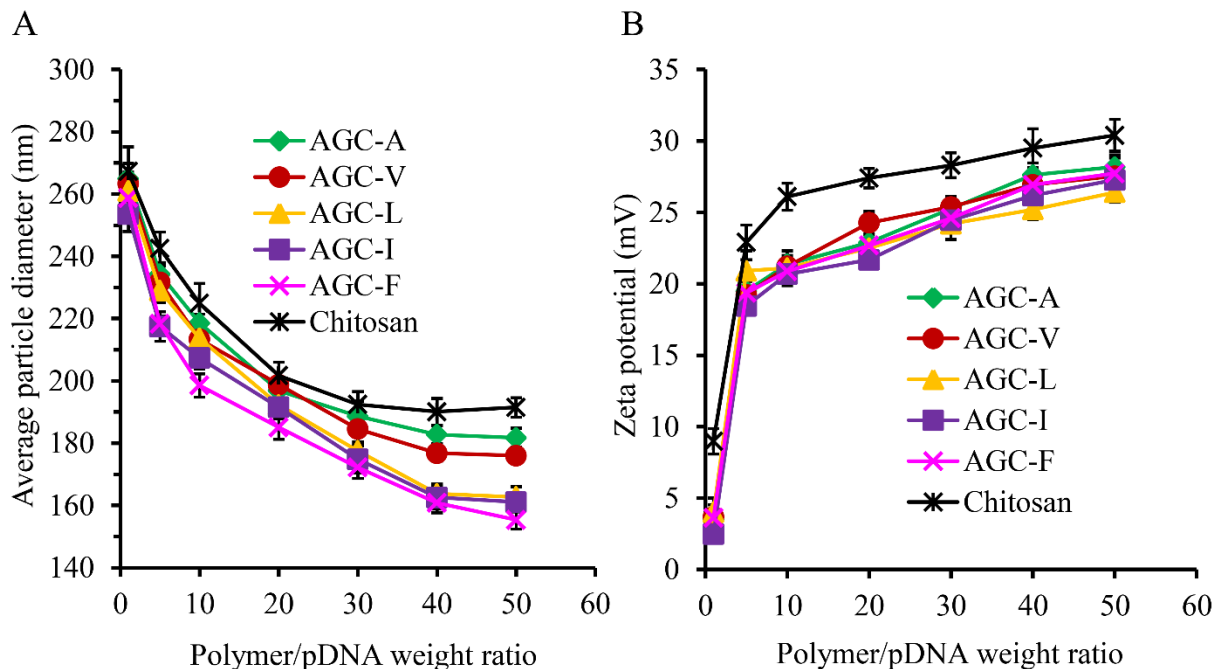 A
Average particle diameter (nm)
300
280
260
240
220
200
180
160
140
0 10 20 30 40 50 60
Polymer/pDNA weight ratio
AGC-A
AGC-V
AGC-L
AGC-I
AGC-F
Chitosan
B
Zeta potential (mV)
35
30
25
20
15
10
5
0
0 10 20 30 40 50 60
Polymer/pDNA weight ratio
AGC-A
AGC-V
AGC-L
AGC-I
AGC-F
Chitosan